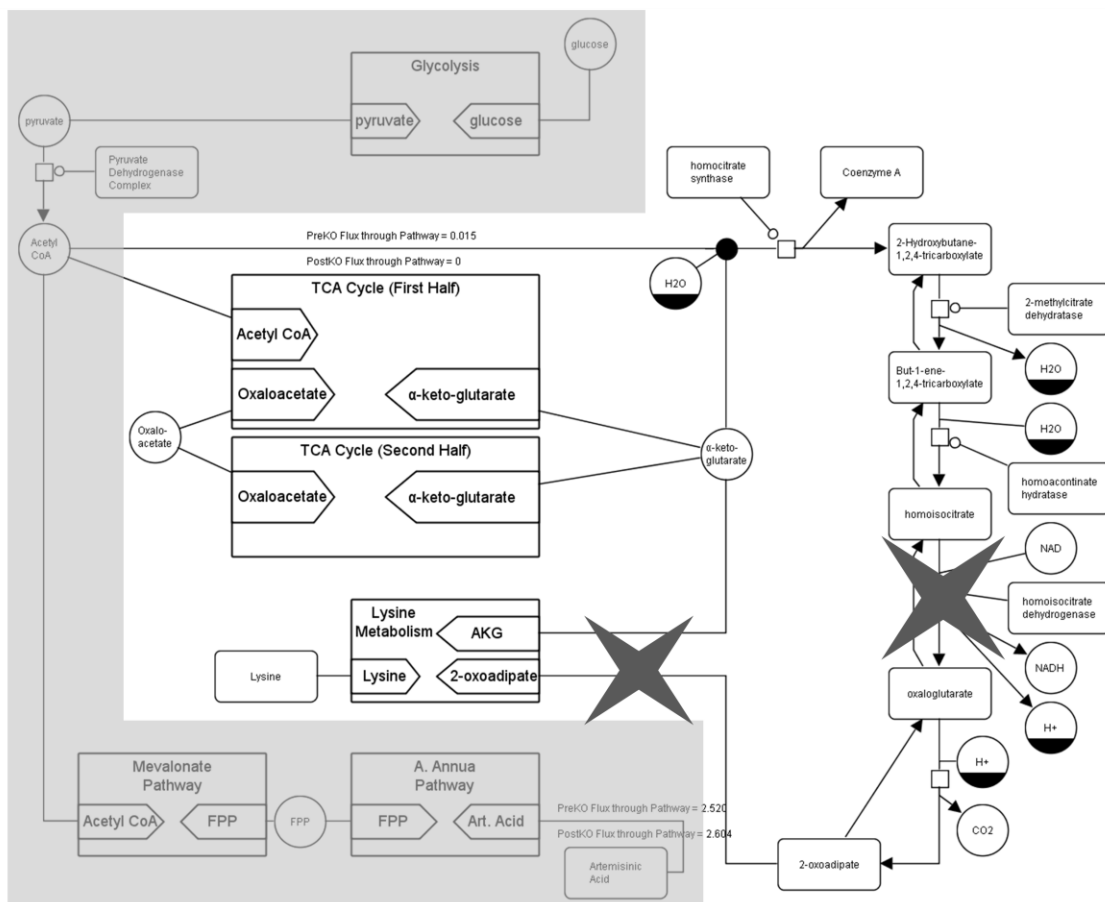 glucose
Glycolysis
pyruvate
pyruvate
glucose
Pyruvate
Dehydrogenase
Complex
homocitrate
synthase
Coenzyme A
Acetyl
CoA
PreKO Flux through Pathway = 0.015
PostKO Flux through Pathway = 0
2-Hydroxybutane-
1,2,4-tricarboxylate
H2O
TCA Cycle (First Half)
2-methylcitrate
dehydratase
Acetyl CoA
H2O
But-1-ene-
1,2,4-tricarboxylate
Oxaloacetate
α-keto-glutarate
H2O
Oxalo-
acetate
TCA Cycle (Second Half)
α-keto-
glutarate
Oxaloacetate
α-keto-glutarate
homoacontinate
hydratase
homoisocitrate
NAD
Lysine
Metabolism
AKG
homoisocitrate
dehydrogenase
Lysine
Lysine
2-oxoadipate
NADH
oxaloglutarate
H+
Mevalonate
Pathway
A. Annua
Pathway
H+
Acetyl CoA
FPP
FPP
FPP
Art. Acid
PreKO Flux through Pathway = 2.520
PostKO Flux through Pathway = 2.604
CO2
2-oxoadipate
Artemisinic
Acid